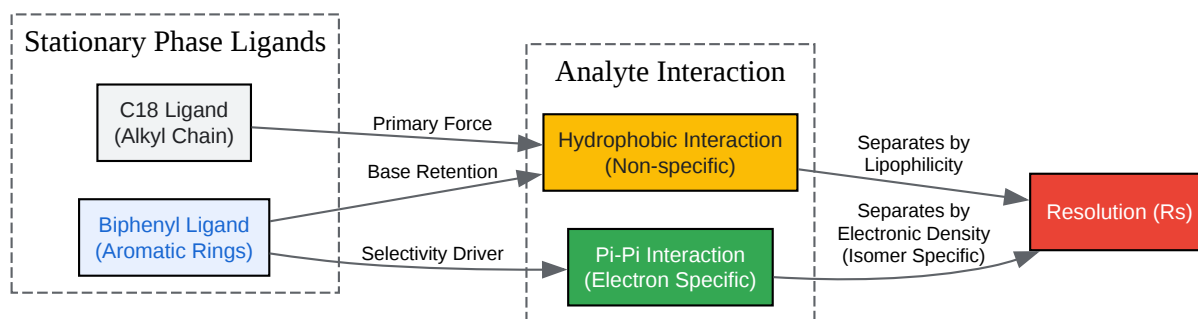 Stationary Phase Ligands
C18 Ligand
(Alkyl Chain)
Biphenyl Ligand
(Aromatic Rings)
Primary Force
Base Retention
Selectivity Driver
Analyte Interaction
Hydrophobic Interaction
(Non-specific)
Pi-Pi Interaction
(Electron Specific)
Separates by
Lipophilicity
Separates by
Electronic Density
(Isomer Specific)
Resolution (Rs)